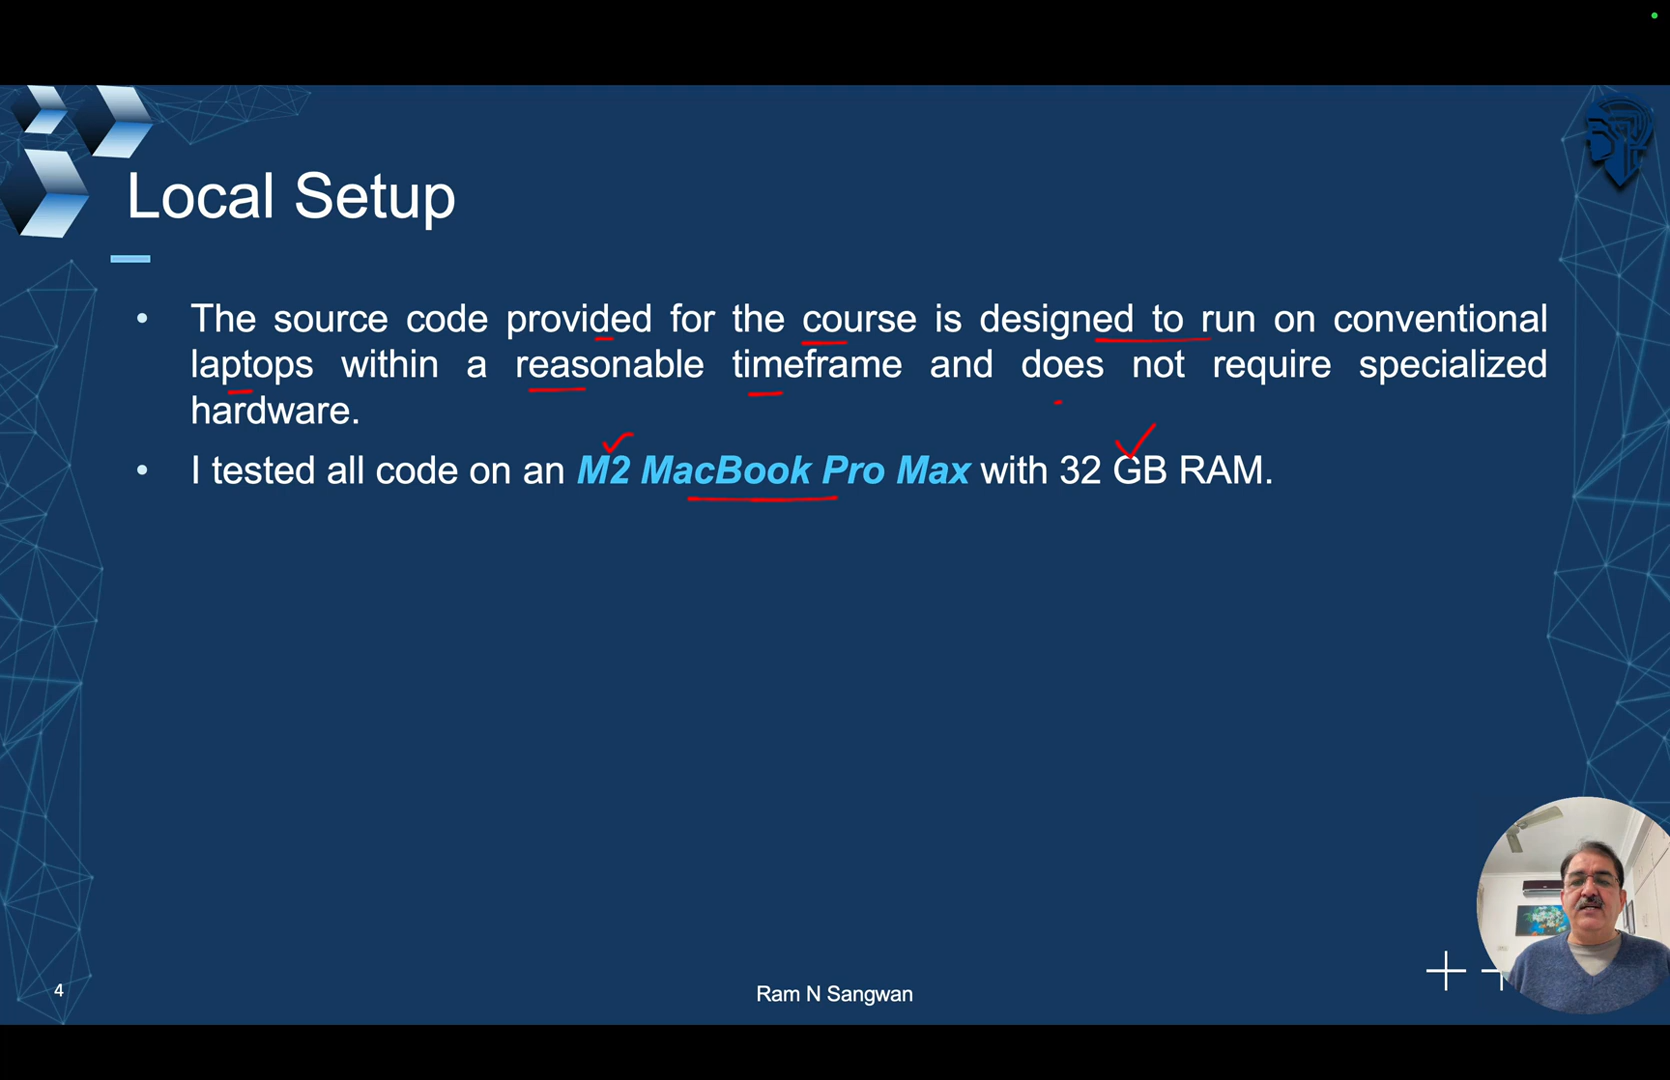 Local Setup
• The source code provided for the course is designed to run on conventional
laptops within a reasonable timeframe and does not require specialized
hardware.
• I tested all code on an M2 MacBook Pro Max with 32 GB RAM.
4
Ram N Sangwan